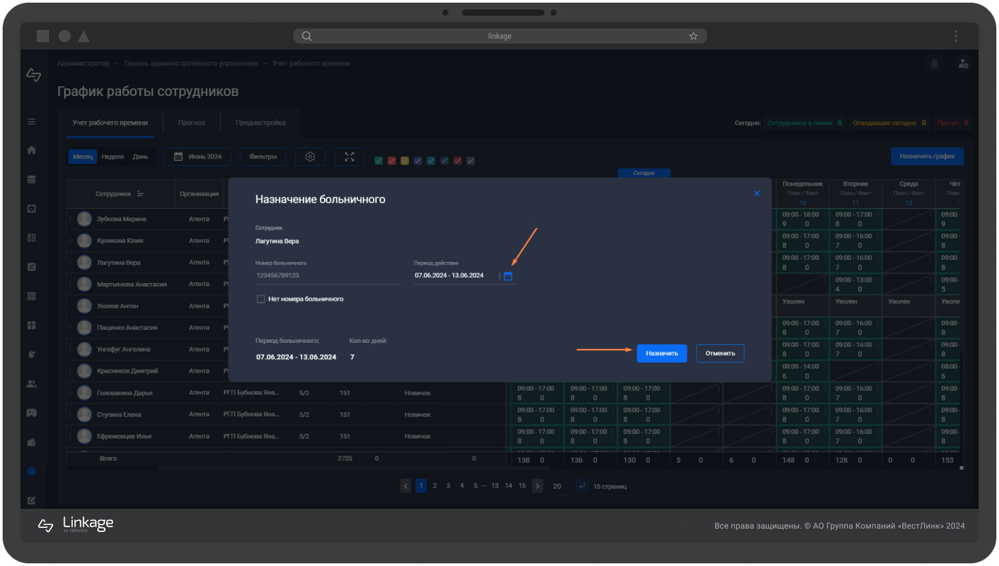 linkage
Администратор – Панель административного управления – Учет рабочего времени
График работы сотрудников
Учет рабочего времени Прогноз Преднастройка
Сегодня: Сотрудников в линии: 0 Опоздавших сегодня: 0 Прогул: 0
Месяц Неделя День Июнь 2024 Фильтры Назначить график
Сегодня
Сотрудники Организация
Понедельник Вторник Среда Чет
План / Факт План / Факт План / Факт План
10 11 12
Назначение больничного
Сотрудник
Лагутина Вера
Номер больничного Период действия
123456789123 07.06.2024 - 13.06.2024
Нет номера больничного
Период больничного: Кол-во дней:
07.06.2024 - 13.06.2024 7
Назначить Отменить
Зубкова Марина Атента РГ 09:00 - 18:00 09:00 - 17:00 09:00 -
9 0 8 0 9
Куликова Юлия Атента РГ 09:00 - 17:00 09:00 - 16:00 09:00 -
8 0 7 0 8
Лагутина Вера Атента РГ 09:00 - 17:00 09:00 - 16:00 09:00 -
8 0 7 0 8
Мартьянова Анастасия Атента РГ 09:00 - 13:00 09:00 -
4 0 5
Уколов Антон Атента РГ Уволен Уволен Уволен Уволе
Пащенко Анастасия Атента РГ 09:00 - 17:00 09:00 - 16:00 09:00 -
8 0 7 0 8
Унгефуг Ангелина Атента РГ 09:00 - 17:00 09:00 - 16:00 09:00 -
8 0 7 0 8
Красников Дмитрий Атента РГ 08:00 - 14:00 08:00 -
6 0 6
Головакина Дарья Атента РГП Бубнова Яна... 5/2 151 Новичок 09:00 - 17:00 09:00 - 17:00 09:00 - 17:00 09:00 - 17:00 09:00 - 16:00 09:00 -
8 0 8 0 8 0 8 0 7 0 8
Ступина Елена Атента РГП Бубнова Яна... 5/2 151 Новичок 09:00 - 17:00 09:00 - 17:00 09:00 - 17:00 09:00 - 17:00 09:00 - 16:00 09:00 -
8 0 8 0 8 0 8 0 7 0 8
Ефремовцев Илья Атента РГП Бубнова Яна... 5/2 151 Новичок 09:00 - 17:00 09:00 - 17:00 09:00 - 17:00 09:00 - 17:00 09:00 - 16:00 09:00 -
8 0 8 0 8 0 8 0 7 0 8
Всего 2725 0 0 138 0 136 0 130 0 5 0 6 0 148 0 128 0 0 0 153
1 2 3 4 5 ... 13 14 15 20 15 страниц
Linkage
AI DRIVEN
Все права защищены. © АО Группа Компаний «ВестЛинк» 2024